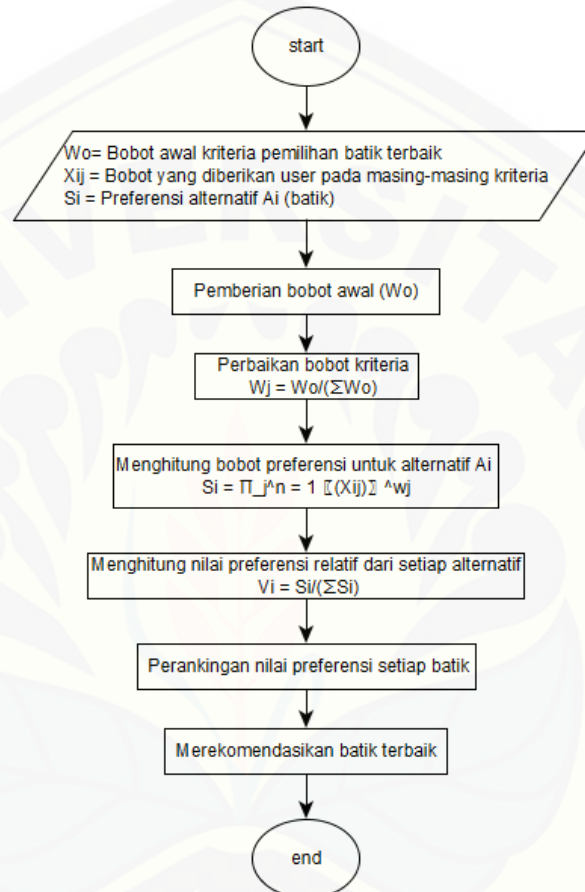 start
Wo= Bobot awal kriteria pemilihan batik terbaik
Xij = Bobot yang diberikan user pada masing-masing kriteria
Si = Preferensi alternatif Ai (batik)
Pemberian bobot awal (Wo)
Perbaikan bobot kriteria
Wj = Wo/(ΣWo)
Menghitung bobot preferensi untuk alternatif Ai
Si = Π_j^n = 1 〖(Xij)〗 ^wj
Menghitung nilai preferensi relatif dari setiap alternatif
Vi = Si/(ΣSi)
Perankingan nilai preferensi setiap batik
Merekomendasikan batik terbaik
end